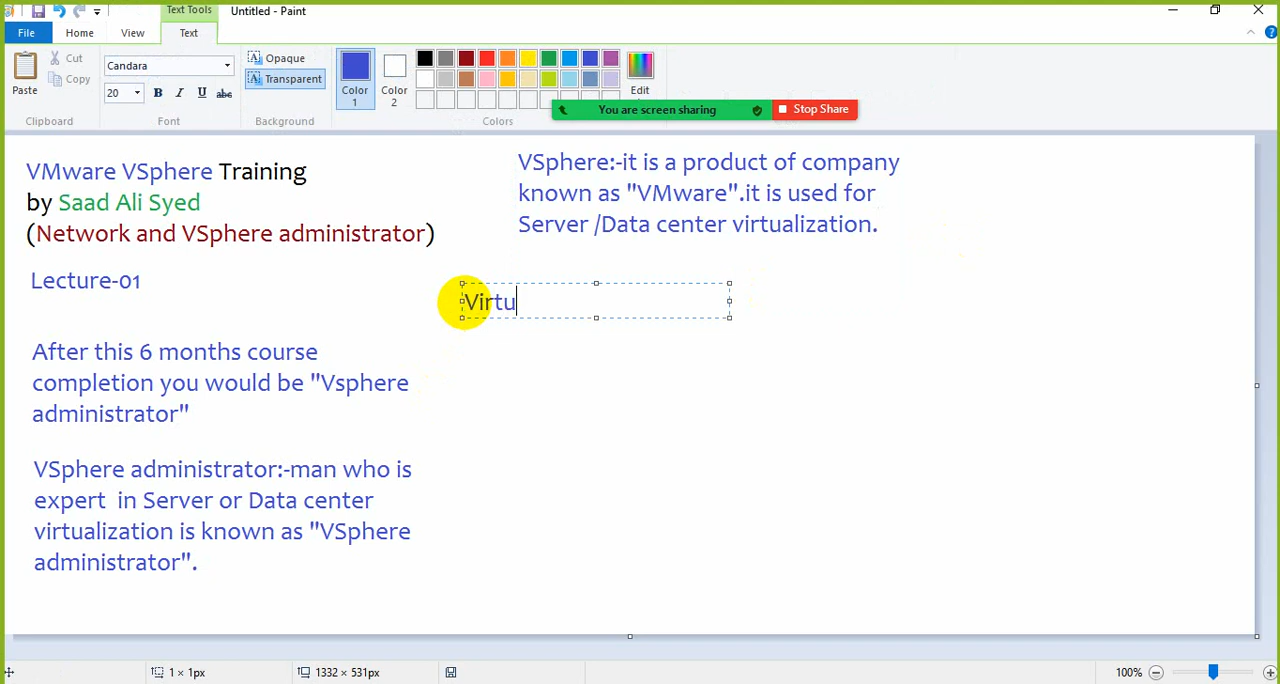 Text Tools
Untitled - Paint
File
Home
View
Text
Paste
Cut
Copy
Clipboard
Candara
20
B I U abc
Font
Opaque
Transparent
Background
Color 1
Color 2
Edit
Colors
You are screen sharing
Stop Share
VMware VSphere Training
by Saad Ali Syed
(Network and VSphere administrator)
Lecture-01
After this 6 months course
completion you would be "Vsphere
administrator"
VSphere administrator:-man who is
expert in Server or Data center
virtualization is known as "VSphere
administrator".
VSphere:-it is a product of company
known as "VMware".it is used for
Server /Data center virtualization.
Virtu
1 × 1px
1332 × 531px
100%